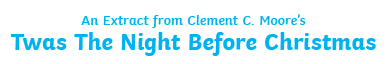 An Extract from Clement C. Moore's
Twas The Night Before Christmas